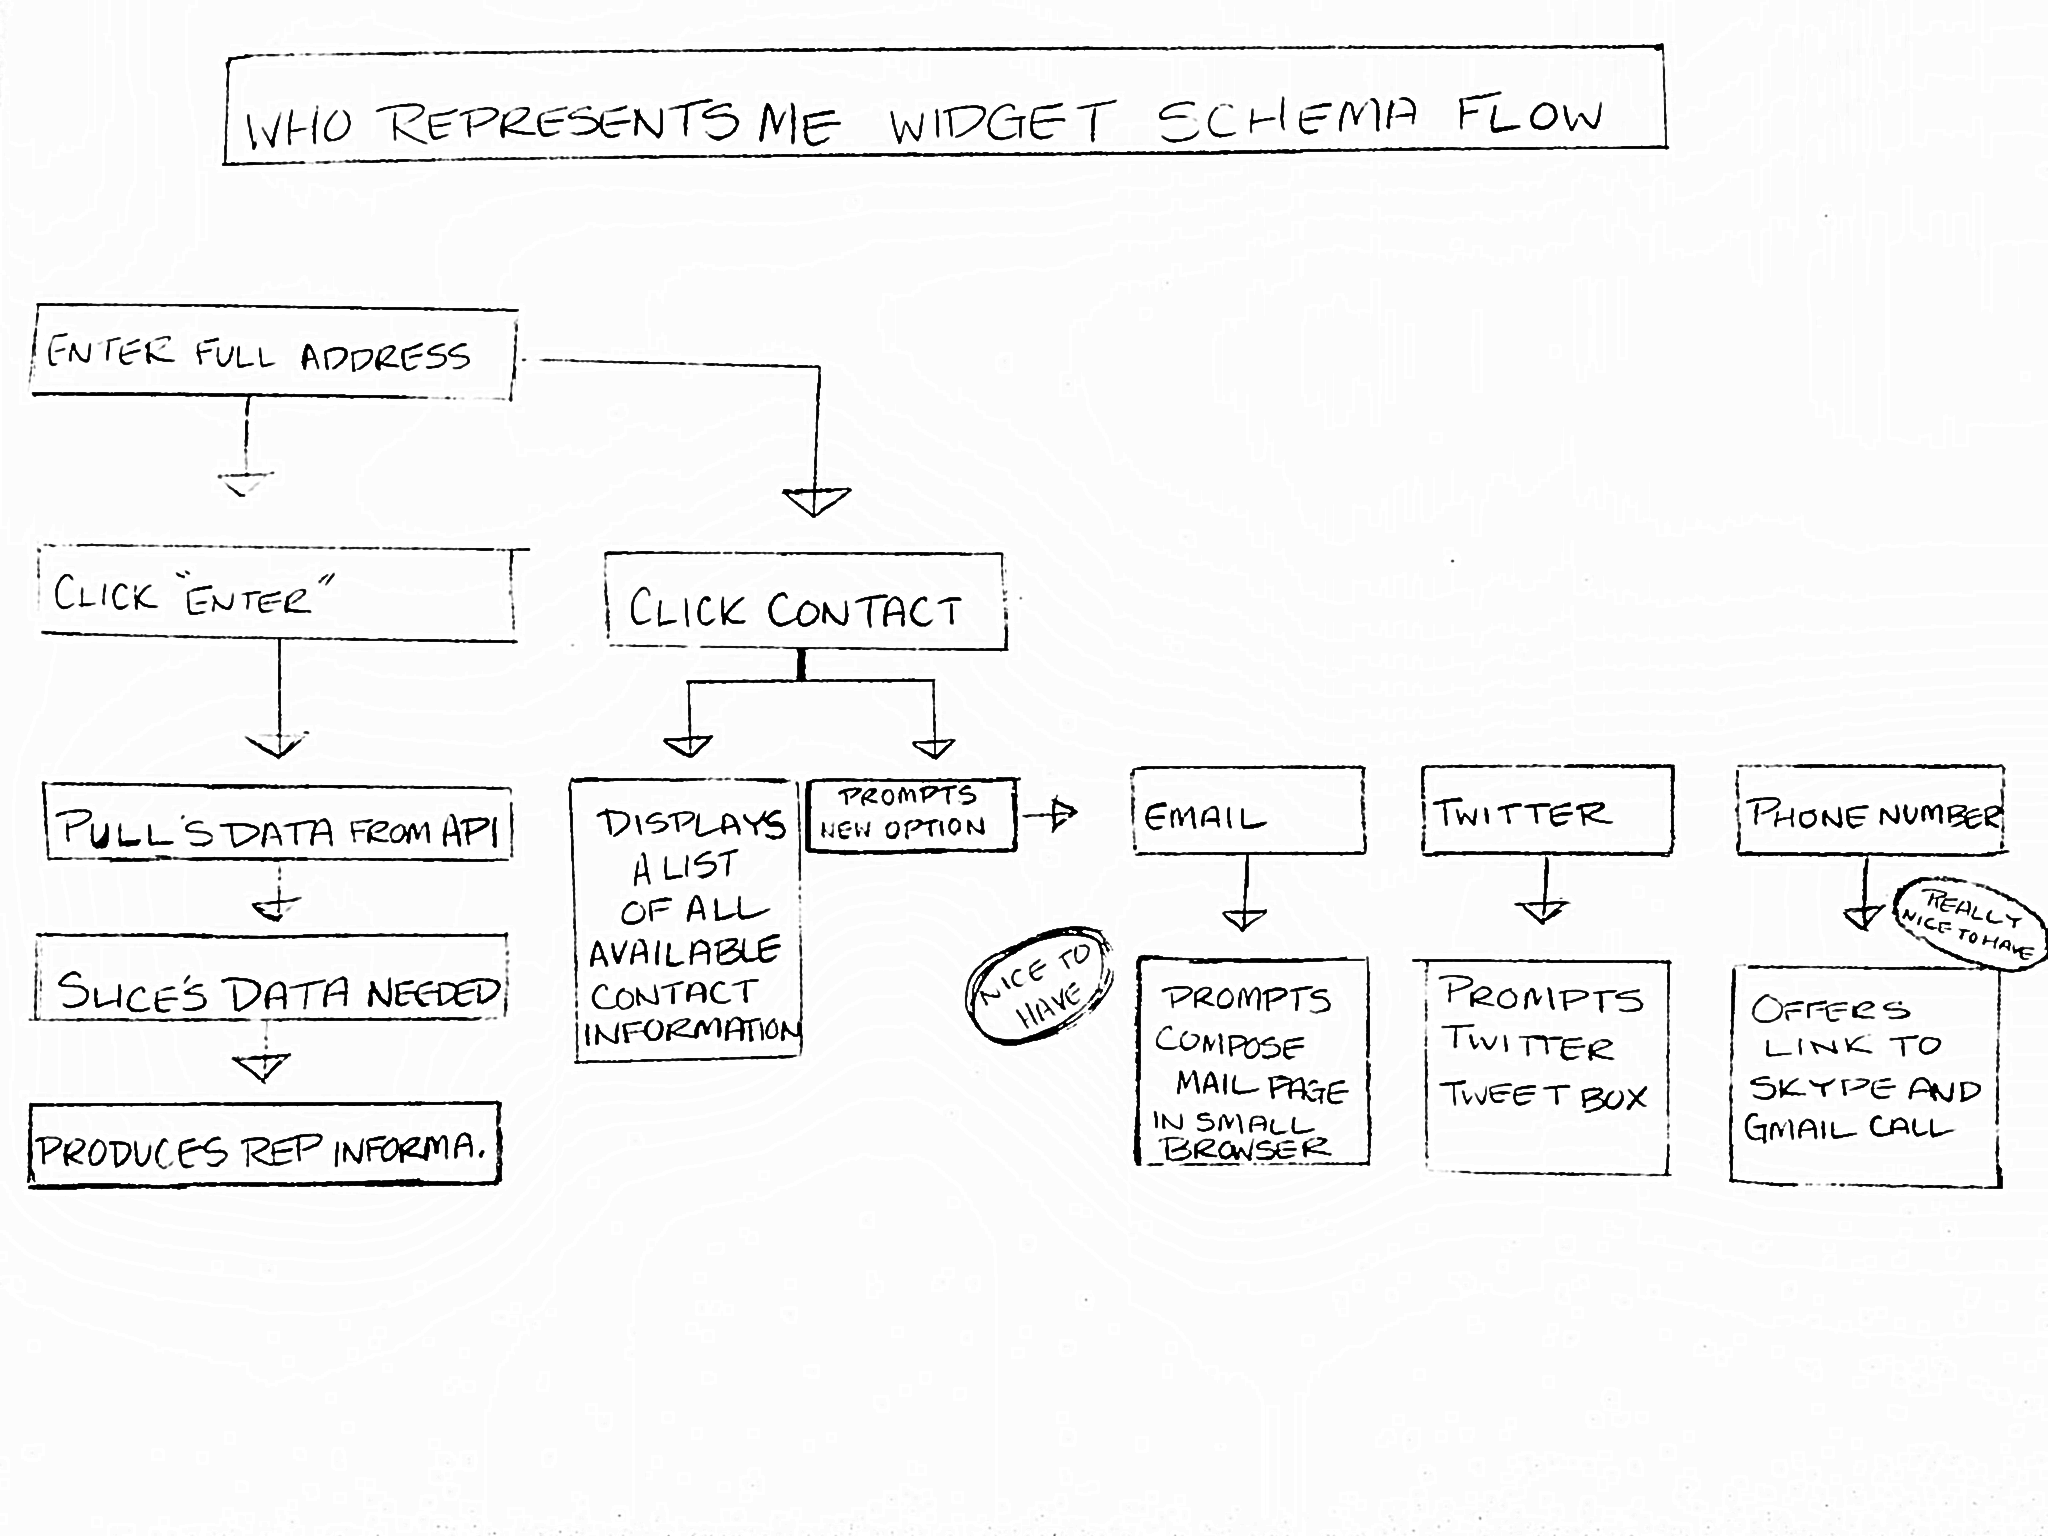 WHO REPRESENTS ME WIDGET SCHEMA FLOW
ENTER FULL ADDRESS
CLICK "ENTER"
PULL'S DATA FROM API
SLICE'S DATA NEEDED
PRODUCES REP INFORMA.
CLICK CONTACT
DISPLAYS
A LIST
OF ALL
AVAILABLE
CONTACT
INFORMATION
PROMPTS
NEW OPTION
NICE TO
HAVE
EMAIL
PROMPTS
COMPOSE
MAIL PAGE
IN SMALL
BROWSER
TWITTER
PROMPTS
TWITTER
TWEET BOX
PHONE NUMBER
REALLY
NICE TO HAVE
OFFERS
LINK TO
SKYPE AND
GMAIL CALL